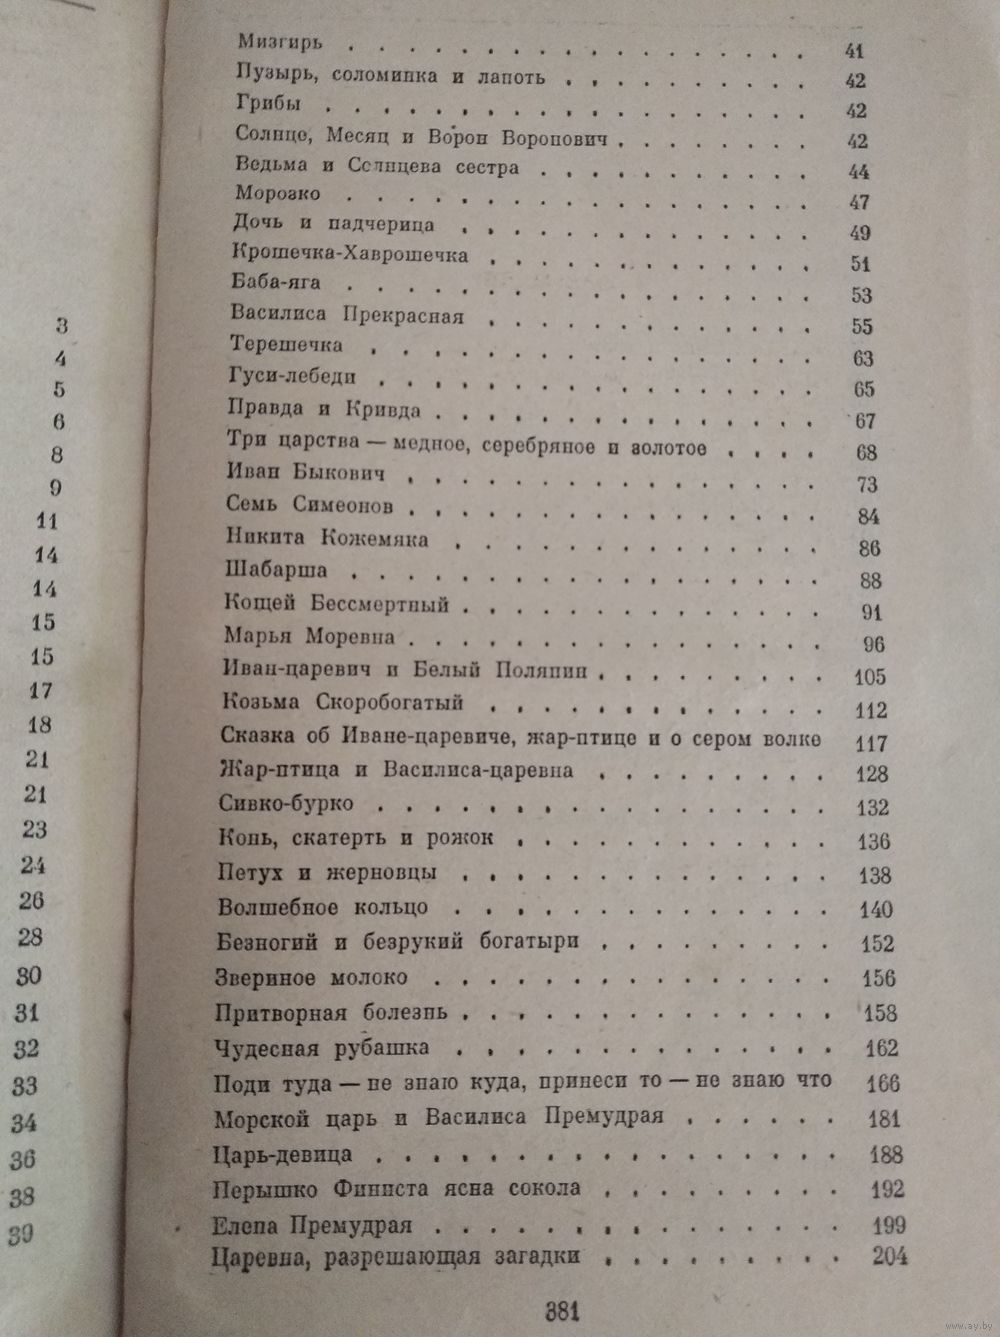 3
4
5
6
8
9
11
14
14
15
15
17
18
21
21
23
24
26
28
30
31
32
33
34
36
38
39
Мизгирь . . . . . . . . . . . . . . . . . 41
Пузырь, соломинка и лапоть . . . . . . . . . . 42
Грибы . . . . . . . . . . . . . . . . . . 42
Солнце, Месяц и Ворон Воронович . . . . . . . . 42
Ведьма и Солнцева сестра . . . . . . . . . . . 44
Морозко . . . . . . . . . . . . . . . . . 47
Дочь и падчерица . . . . . . . . . . . . . . 49
Крошечка-Хаврошечка . . . . . . . . . . . . . 51
Баба-яга . . . . . . . . . . . . . . . . . 53
Василиса Прекрасная . . . . . . . . . . . . . 55
Терешечка . . . . . . . . . . . . . . . . 63
Гуси-лебеди . . . . . . . . . . . . . . . . 65
Правда и Кривда . . . . . . . . . . . . . . 67
Три царства — медное, серебряное и золотое . . . . 68
Иван Быкович . . . . . . . . . . . . . . . 73
Семь Симеонов . . . . . . . . . . . . . . . 84
Никита Кожемяка . . . . . . . . . . . . . . 86
Шабарша . . . . . . . . . . . . . . . . . 88
Кощей Бессмертный . . . . . . . . . . . . . 91
Марья Моревна . . . . . . . . . . . . . . . 96
Иван-царевич и Белый Полянин . . . . . . . . . 105
Козьма Скоробогатый . . . . . . . . . . . . . 112
Сказка об Иване-царевиче, жар-птице и о сером волке 117
Жар-птица и Василиса-царевна . . . . . . . . . 128
Сивко-бурко . . . . . . . . . . . . . . . . 132
Конь, скатерть и рожок . . . . . . . . . . . . 136
Петух и жерновцы . . . . . . . . . . . . . . 138
Волшебное кольцо . . . . . . . . . . . . . . 140
Безногий и безрукий богатыри . . . . . . . . . 152
Звериное молоко . . . . . . . . . . . . . . 156
Притворная болезнь . . . . . . . . . . . . . . 158
Чудесная рубашка . . . . . . . . . . . . . . 162
Поди туда — не знаю куда, принеси то — не знаю что 166
Морской царь и Василиса Премудрая . . . . . . 181
Царь-девица . . . . . . . . . . . . . . . . . 188
Перышко Финиста ясна сокола . . . . . . . . . 192
Елена Премудрая . . . . . . . . . . . . . . . 199
Царевна, разрешающая загадки . . . . . . . . . 204
381
www.ay.by